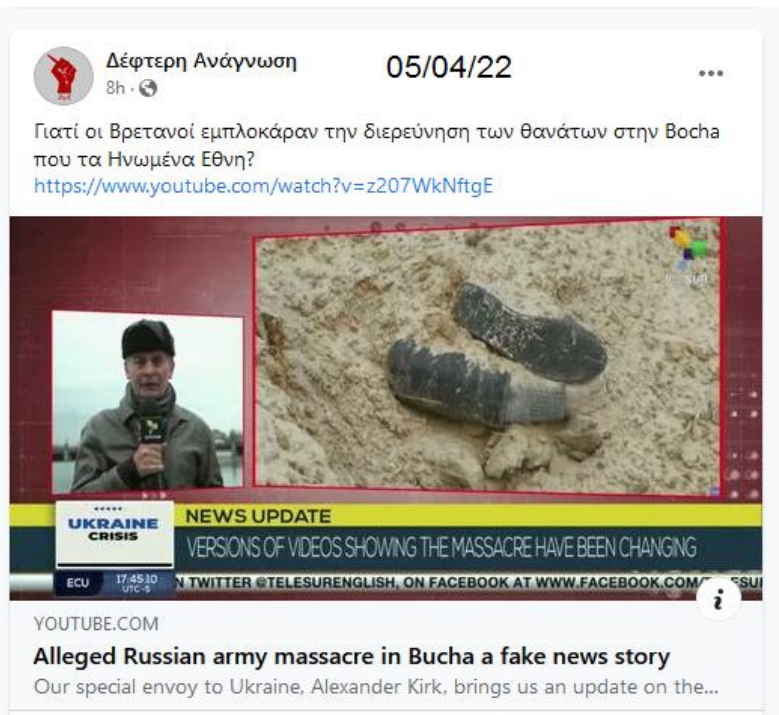 Δέφτερη Ανάγνωση
05/04/22
8h
Γιατί οι Βρετανοί εμπλοκάραν την διερεύνηση των θανάτων στην Bocha
που τα Ηνωμένα Εθνη?
https://www.youtube.com/watch?v=z207WkNftgE
UKRAINE
CRISIS
NEWS UPDATE
VERSIONS OF VIDEOS SHOWING THE MASSACRE HAVE BEEN CHANGING
ECU
17:45:10
UTC-5
N TWITTER @TELESURENGLISH, ON FACEBOOK AT WWW.FACEBOOK.COM
YOUTUBE.COM
Alleged Russian army massacre in Bucha a fake news story
Our special envoy to Ukraine, Alexander Kirk, brings us an update on the...